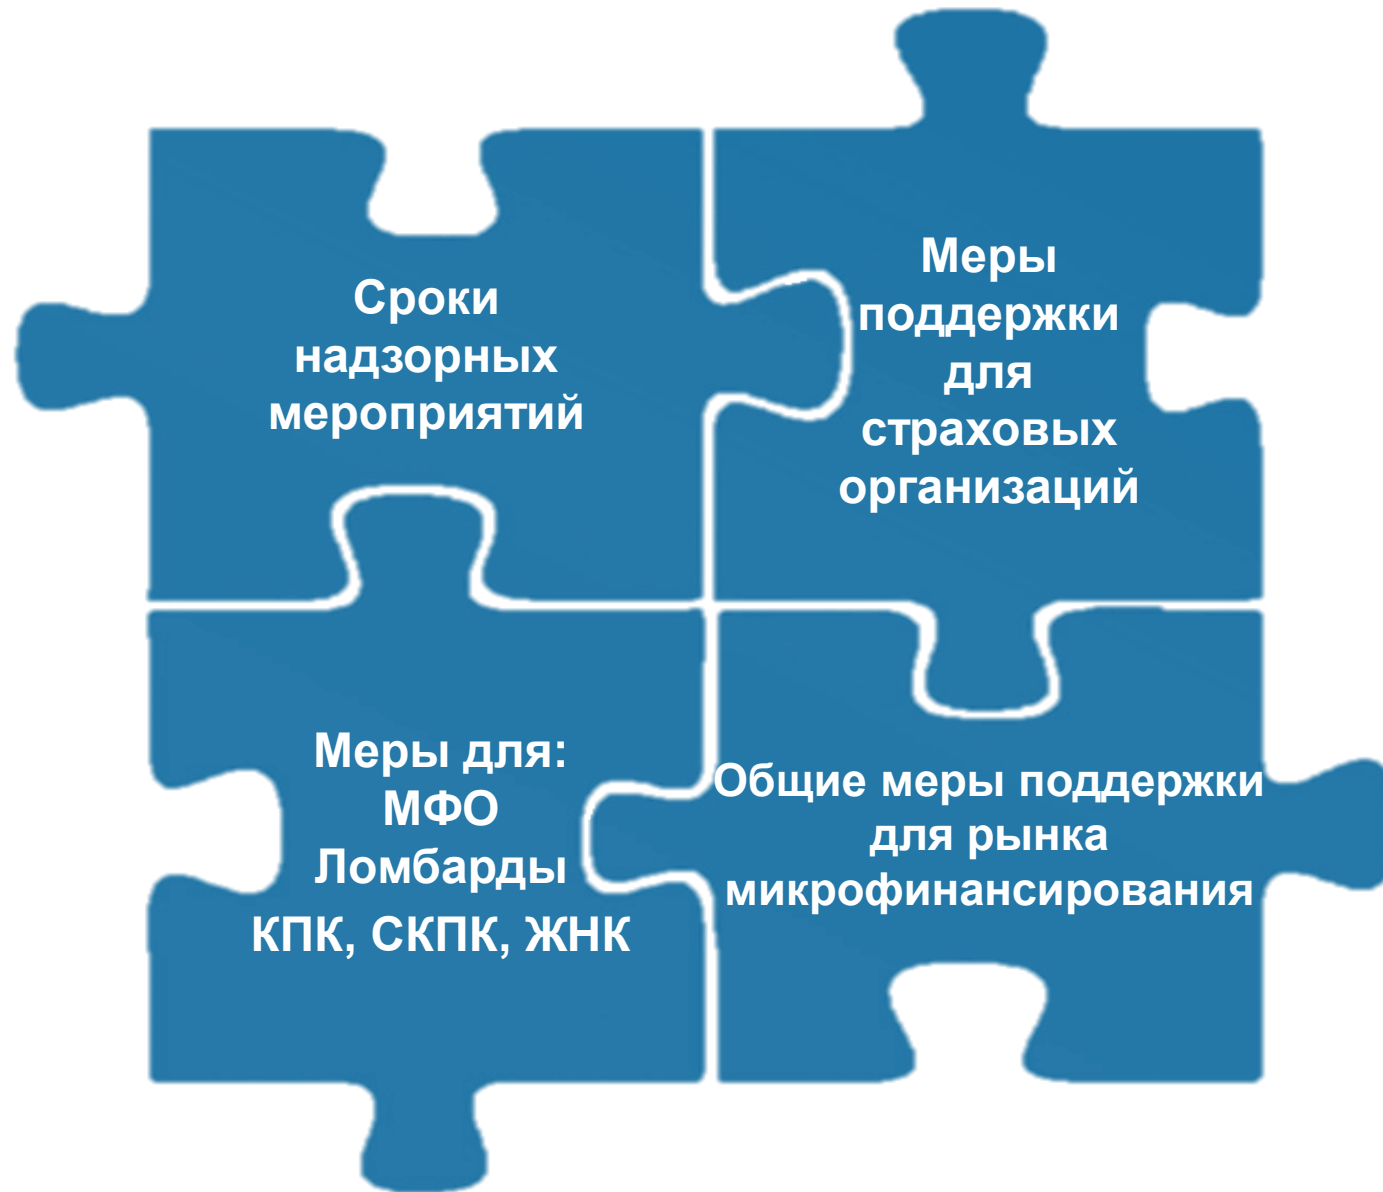 Сроки
надзорных
мероприятий
Меры
поддержки
для
страховых
организаций
Меры для:
МФО
Ломбарды
КПК, СКПК, ЖНК
Общие меры поддержки
для рынка
микрофинансирования